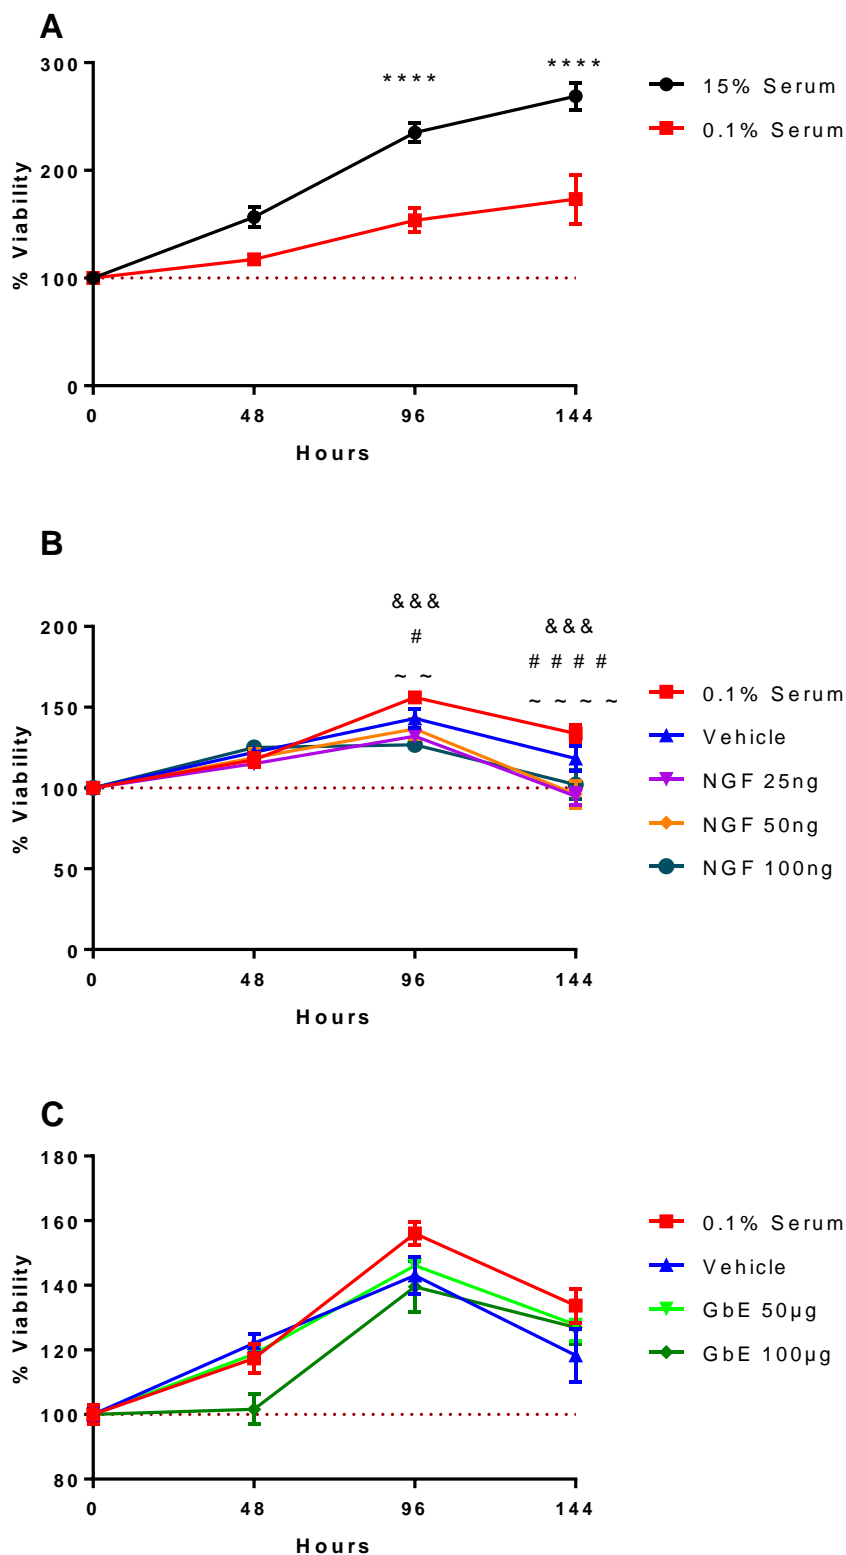 A
300
200
100
0
% Viability
0 48 96 144
Hours
****
****
15% Serum
0.1% Serum
B
200
150
100
50
0
% Viability
0 48 96 144
Hours
&&&
#
~ ~
&&&
# # # #
~ ~ ~ ~
0.1% Serum
Vehicle
NGF 25ng
NGF 50ng
NGF 100ng
C
180
160
140
120
100
80
% Viability
0 48 96 144
Hours
0.1% Serum
Vehicle
GbE 50µg
GbE 100µg